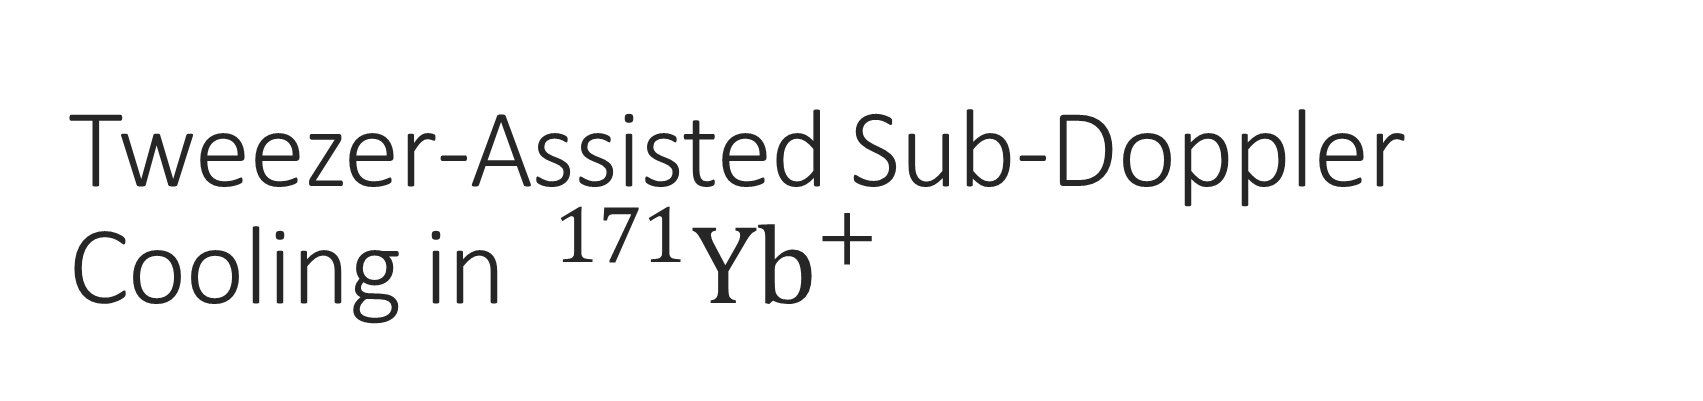 Tweezer-Assisted Sub-Doppler
Cooling in ¹⁷¹Yb⁺